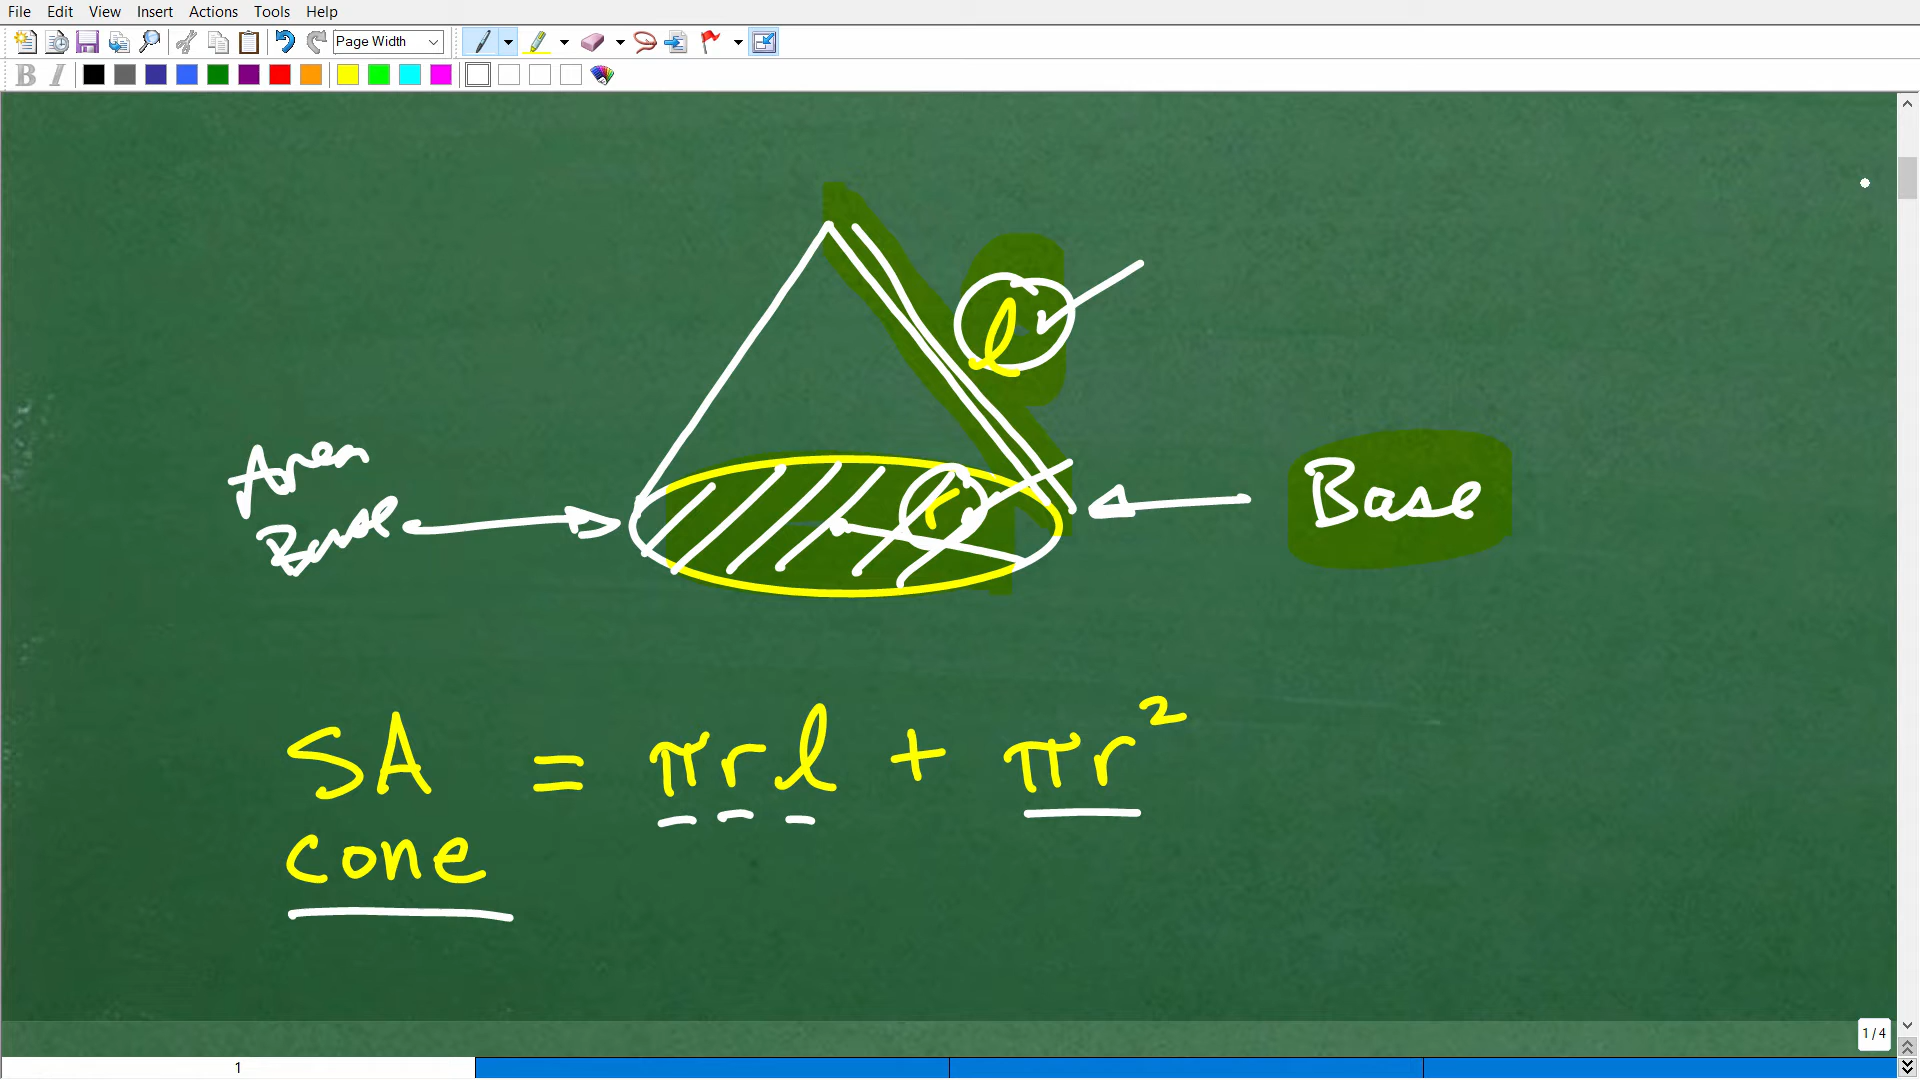 File Edit View Insert Actions Tools Help
Page Width
B I
l
Area
Base
r
Base
SA = πrl + πr²
cone
1 / 4
1